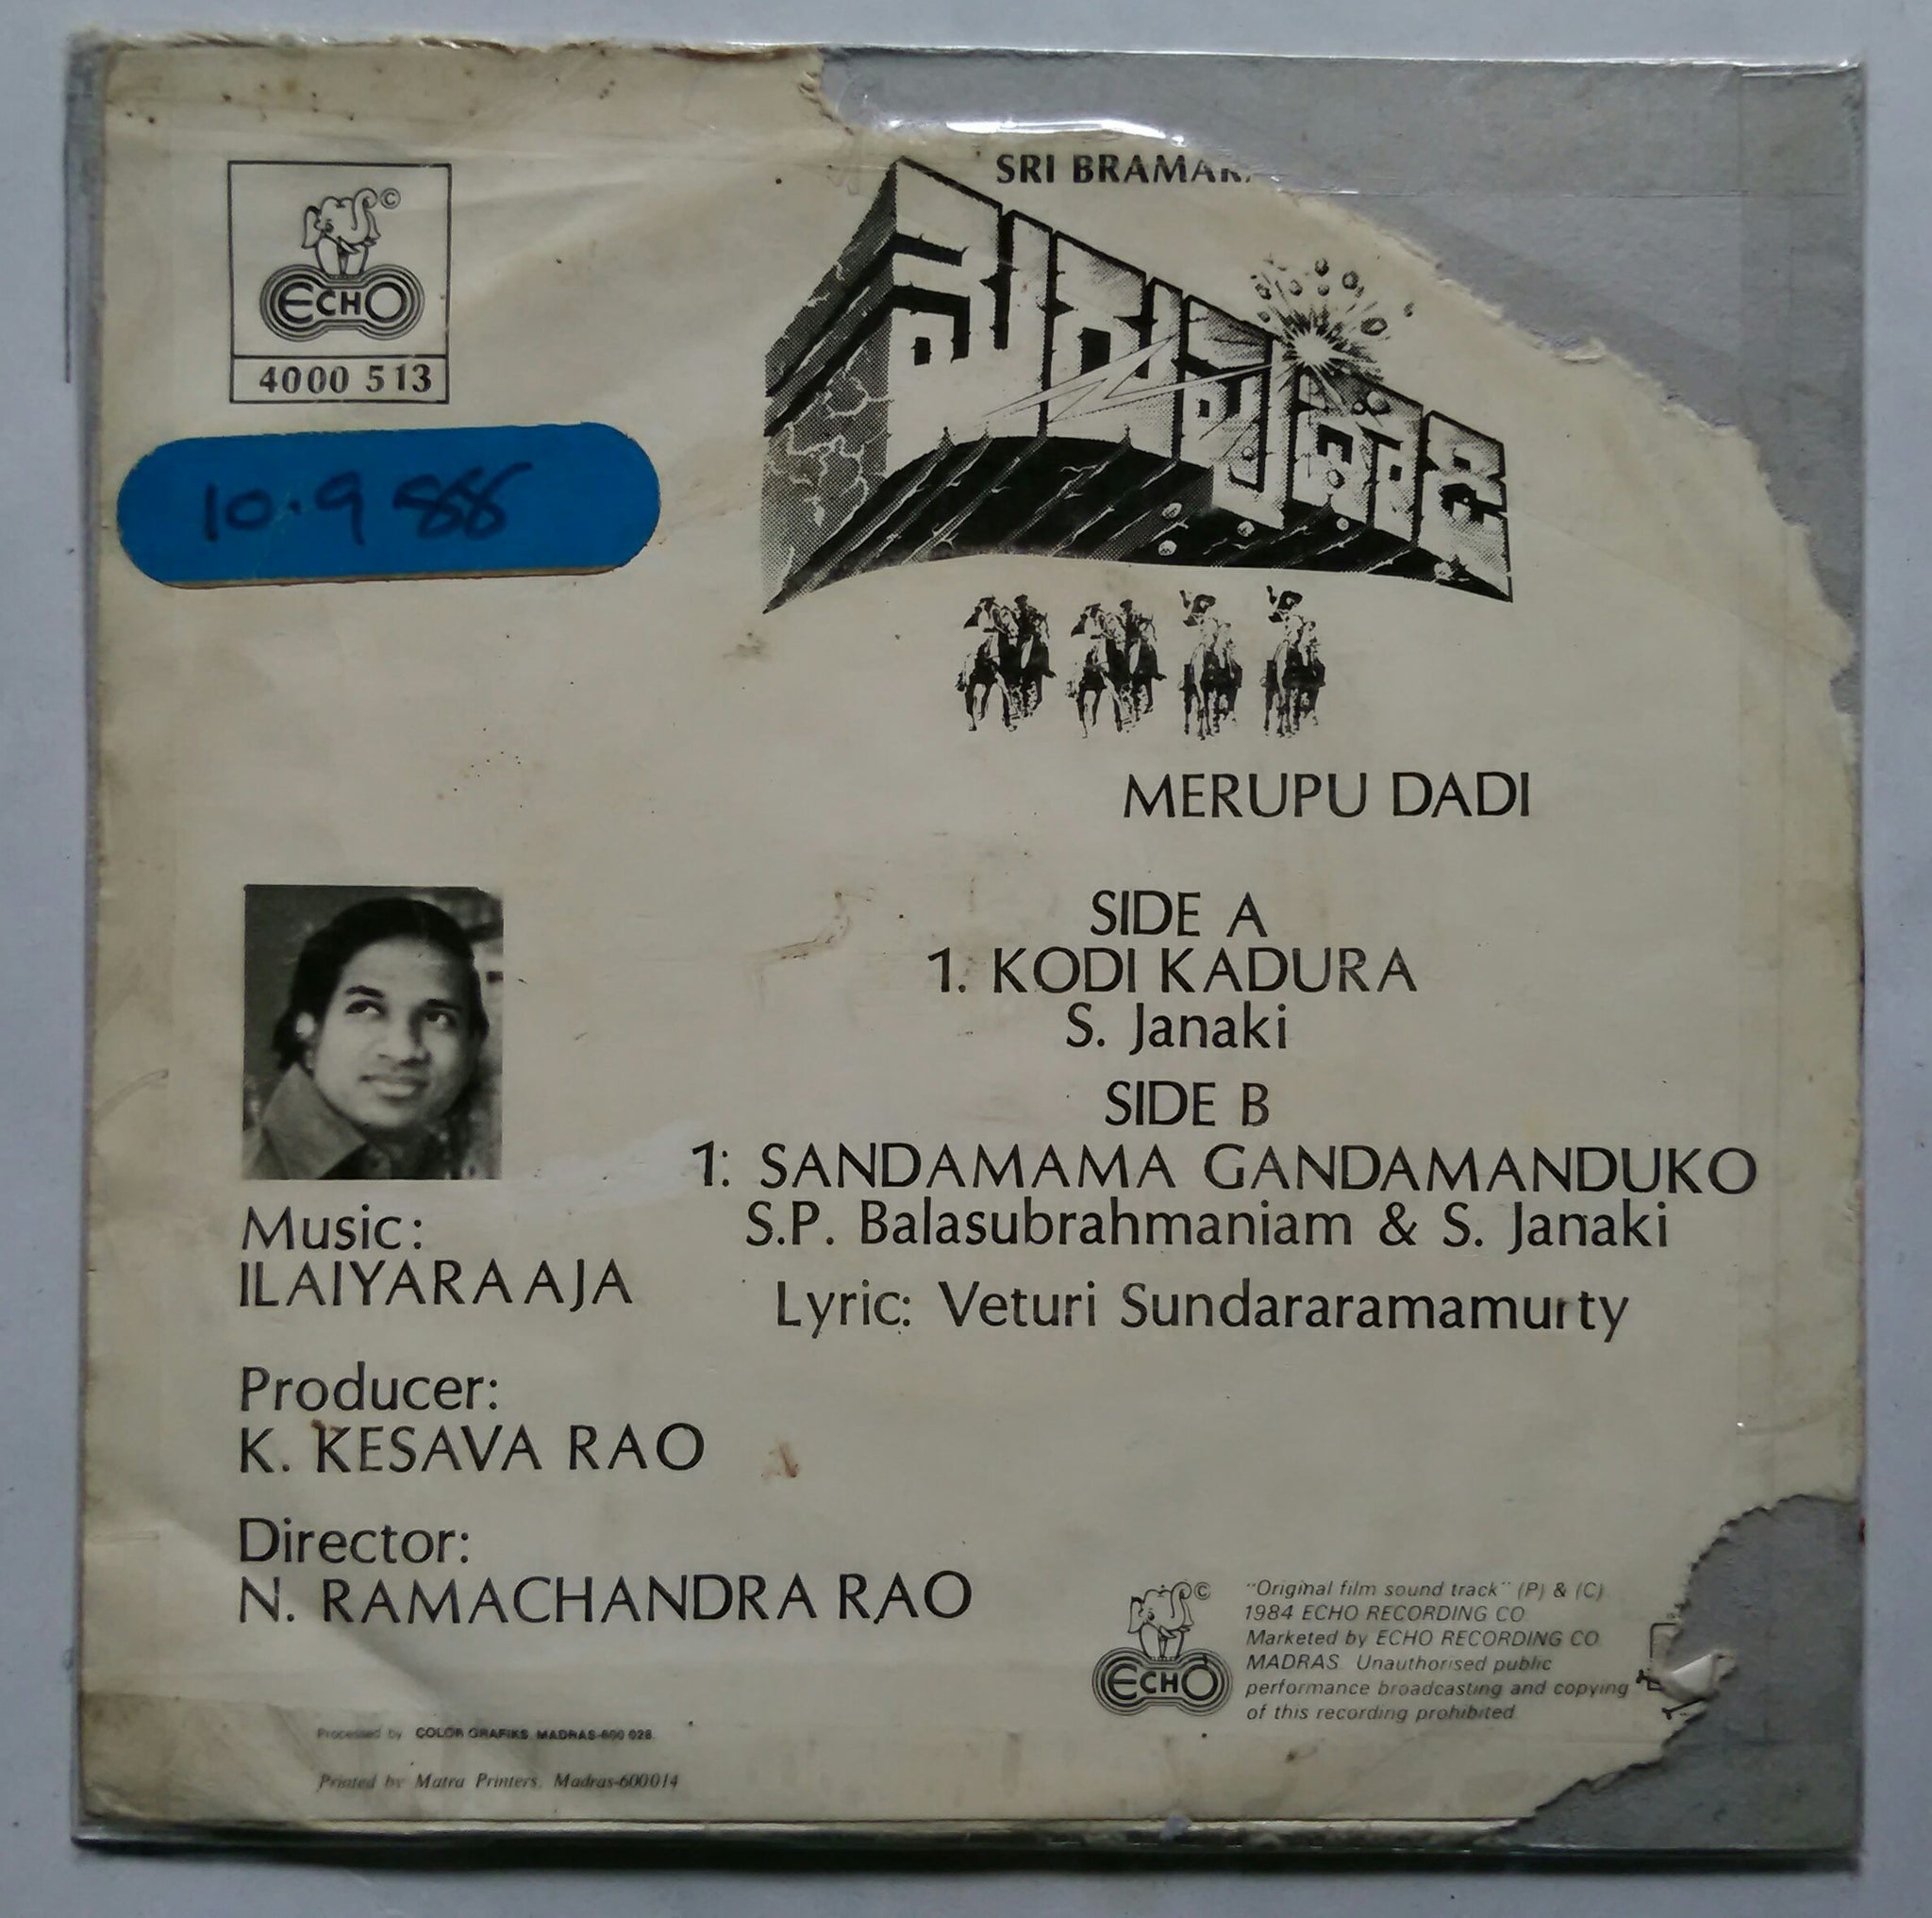 SRI
ECHO
4000 513
మెరుపు దాడి
10.9 88
MERUPU DADI
SIDE A
1. KODI KADURA
S. Janaki
SIDE B
1: SANDAMAMA GANDAMANDUKO
S.P. Balasubrahmaniam & S. Janaki
Lyric: Veturi Sundararamamurty
Music:
ILAIYARAAJA
Producer:
K. KESAVA RAO
Director:
N. RAMACHANDRA RAO
©
ECHO
"Original film sound track" (P) & (C)
1984 ECHO RECORDING CO
Marketed by ECHO RECORDING CO
MADRAS Unauthorised public
performance broadcasting and copying
of this recording prohibited
Processed by COLOR GRAFIKS MADRAS-600 028
Printed by Matra Printers, Madras-600014